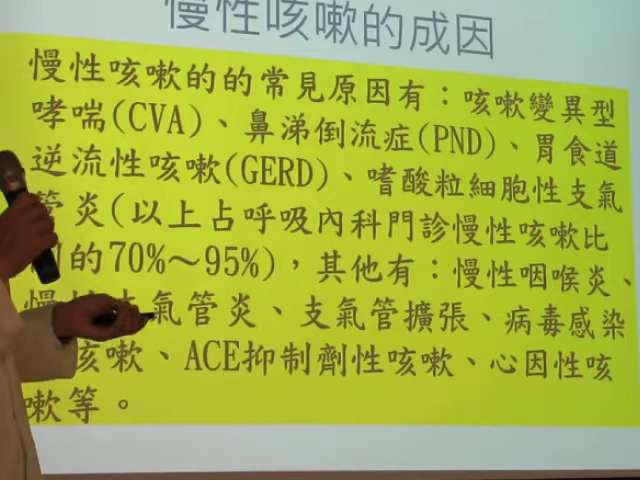 慢性咳嗽的成因
慢性咳嗽的的常見原因有：咳嗽變異型
哮喘(CVA)、鼻涕倒流症(PND)、胃食道
逆流性咳嗽(GERD)、嗜酸粒細胞性支氣
管炎(以上占呼吸內科門診慢性咳嗽比
的70%～95%)，其他有：慢性咽喉炎、
慢性支氣管炎、支氣管擴張、病毒感染
咳嗽、ACE抑制劑性咳嗽、心因性咳
嗽等。